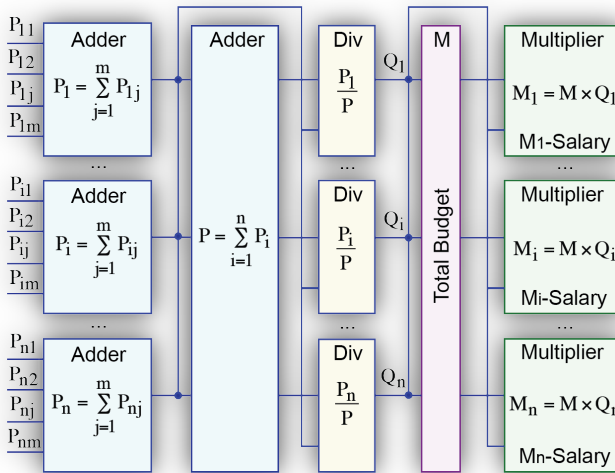 P11
P12
P1j
P1m
Adder
P1 = m∑j=1 P1j
Adder
P = n∑i=1 Pi
Div
P1
P
Q1
M
Total Budget
Multiplier
M1 = M × Q1
M1-Salary
...
...
...
Pi1
Pi2
Pij
Pim
Adder
Pi = m∑j=1 Pij
Div
Pi
P
Qi
Multiplier
Mi = M × Qi
Mi-Salary
...
...
...
Pn1
Pn2
Pnj
Pnm
Adder
Pn = m∑j=1 Pnj
Div
Pn
P
Qn
Multiplier
Mn = M × Qn
Mn-Salary